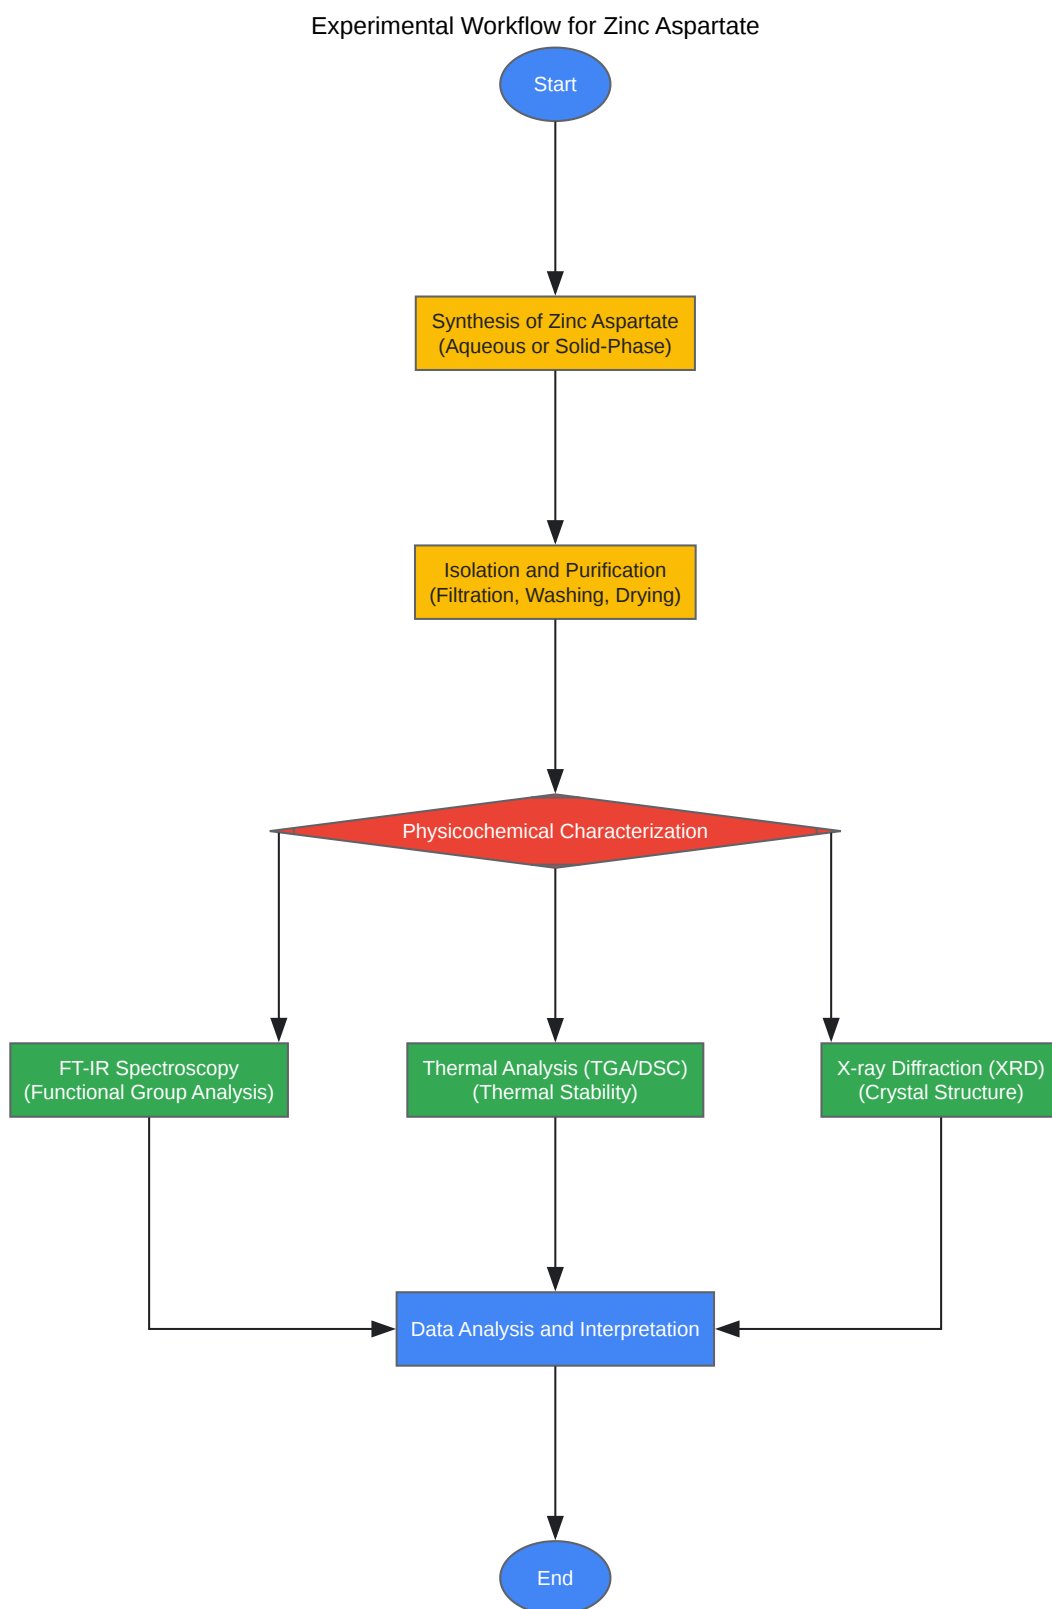 Experimental Workflow for Zinc Aspartate
Start
Synthesis of Zinc Aspartate
(Aqueous or Solid-Phase)
Isolation and Purification
(Filtration, Washing, Drying)
Physicochemical Characterization
FT-IR Spectroscopy
(Functional Group Analysis)
Thermal Analysis (TGA/DSC)
(Thermal Stability)
X-ray Diffraction (XRD)
(Crystal Structure)
Data Analysis and Interpretation
End